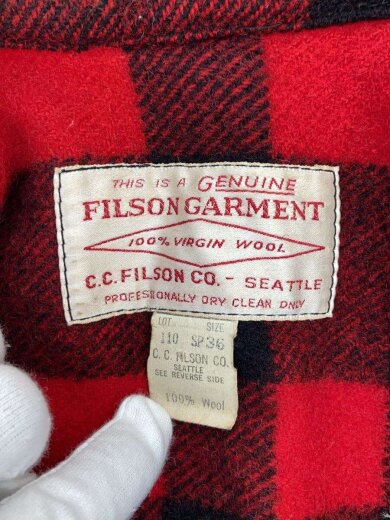 THIS IS A GENUINE
FILSON GARMENT
100% VIRGIN WOOL
C.C. FILSON CO. - SEATTLE
PROFESSIONALLY DRY CLEAN ONLY
LOT SIZE
110 SP 36
C. C. FILSON CO.
SEATTLE
SEE REVERSE SIDE
100% Wool